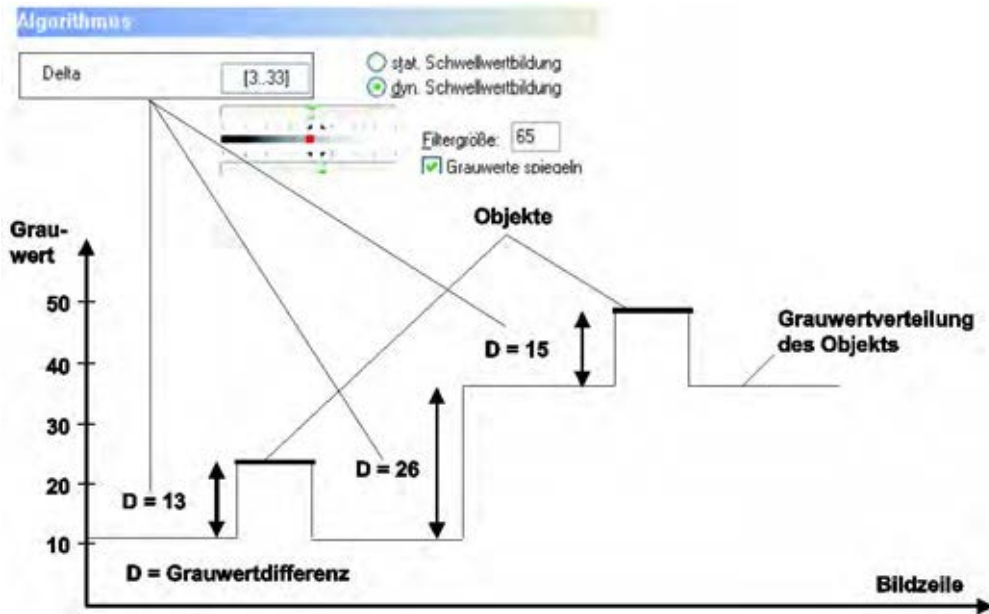 Algorithmus
Delta
[3..33]
stat. Schwellwertbildung
dyn. Schwellwertbildung
Filtergröße: 65
Grauwerte spiegeln
Objekte
Grau-
wert
50
40
30
20
10
D = 15
Grauwertverteilung
des Objekts
D = 26
D = 13
D = Grauwertdifferenz
Bildzeile